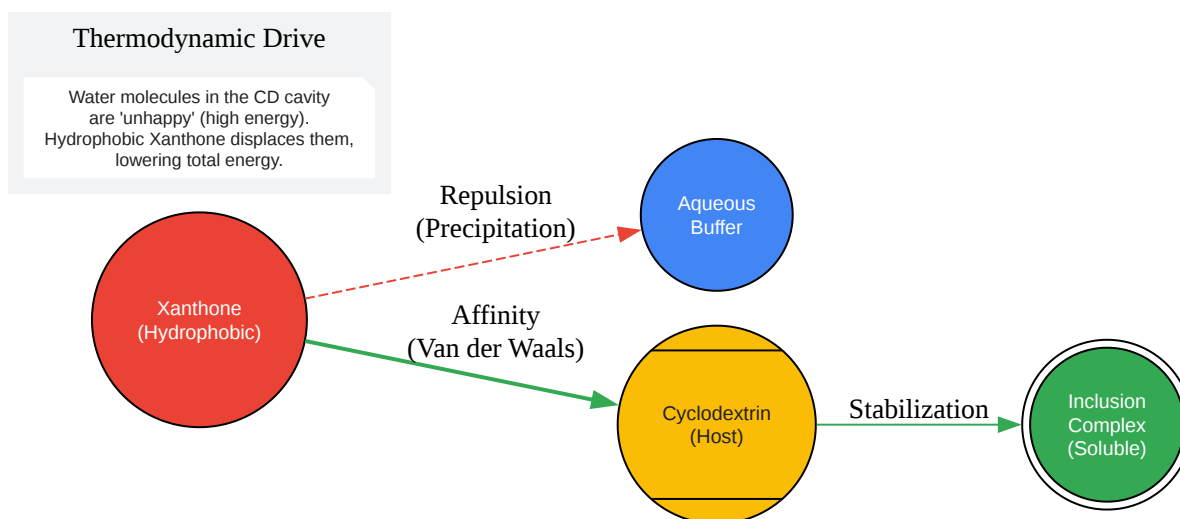 Thermodynamic Drive
Water molecules in the CD cavity
are 'unhappy' (high energy).
Hydrophobic Xanthone displaces them,
lowering total energy.
Repulsion
(Precipitation)
Aqueous
Buffer
Xanthone
(Hydrophobic)
Affinity
(Van der Waals)
Cyclodextrin
(Host)
Stabilization
Inclusion
Complex
(Soluble)